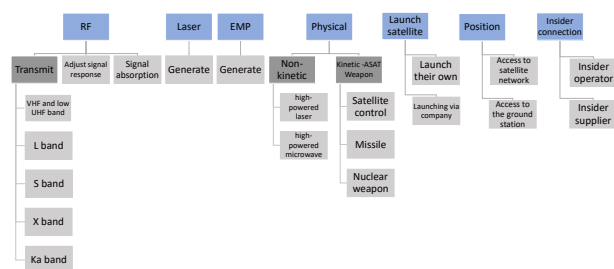 RF
Laser
EMP
Physical
Launch
satellite
Position
Insider
connection
Transmit
Adjust signal
response
Signal
absorption
Generate
Generate
Non-
kinetic
Kinetic -ASAT
Weapon
Launch
their own
Access to
satellite
network
Insider
operator
VHF and low
UHF band
high-
powered
laser
Satellite
control
Launching via
company
Access to
the ground
station
Insider
supplier
L band
high-
powered
microwave
Missile
S band
Nuclear
weapon
X band
Ka band